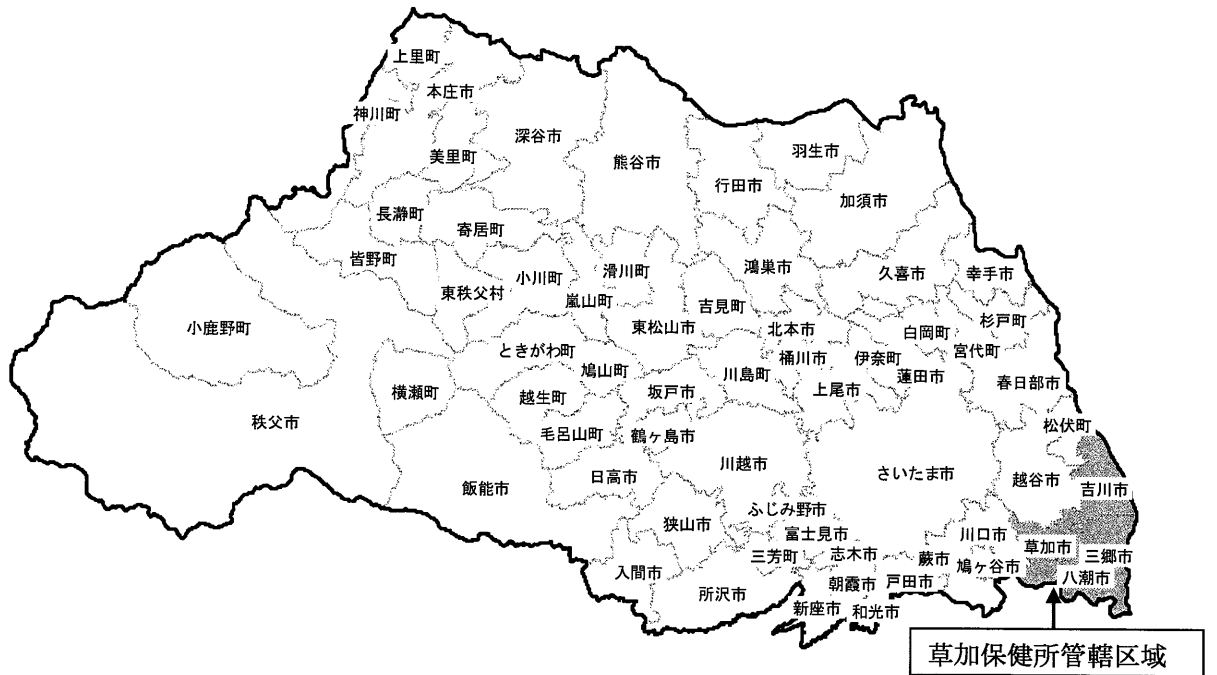 上里町
本庄市
神川町
美里町
深谷市
熊谷市
行田市
羽生市
加須市
長瀞町
寄居町
皆野町
東秩父村
小川町
嵐山町
滑川町
吉見町
鴻巣市
久喜市
幸手市
小鹿野町
東松山市
北本市
白岡町
杉戸町
ときがわ町
鳩山町
川島町
桶川市
伊奈町
宮代町
横瀬町
越生町
坂戸市
上尾市
蓮田市
春日部市
秩父市
毛呂山町
鶴ヶ島市
松伏町
飯能市
日高市
川越市
さいたま市
越谷市
吉川市
狭山市
ふじみ野市
富士見市
川口市
草加市
三郷市
入間市
三芳町
志木市
蕨市
鳩ヶ谷市
八潮市
所沢市
朝霞市
戸田市
新座市
和光市
草加保健所管轄区域